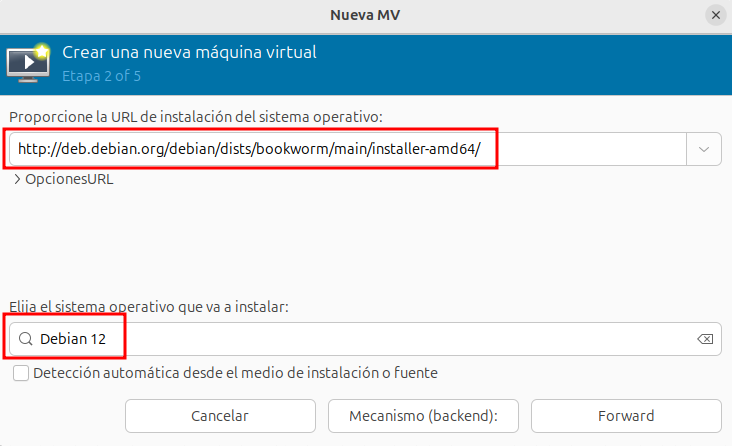 Nueva MV
Crear una nueva máquina virtual
Etapa 2 of 5
Proporcione la URL de instalación del sistema operativo:
http://deb.debian.org/debian/dists/bookworm/main/installer-amd64/
OpcionesURL
Elija el sistema operativo que va a instalar:
Debian 12
Detección automática desde el medio de instalación o fuente
Cancelar
Mecanismo (backend):
Forward